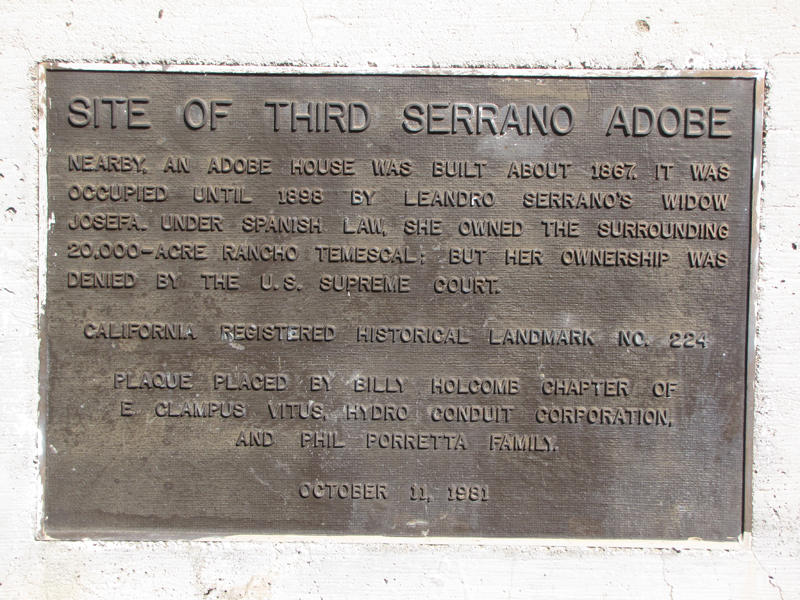 SITE OF THIRD SERRANO ADOBE
NEARBY, AN ADOBE HOUSE WAS BUILT ABOUT 1867. IT WAS
OCCUPIED UNTIL 1898 BY LEANDRO SERRANO'S WIDOW
JOSEFA. UNDER SPANISH LAW, SHE OWNED THE SURROUNDING
20,000-ACRE RANCHO TEMESCAL; BUT HER OWNERSHIP WAS
DENIED BY THE U.S. SUPREME COURT.
CALIFORNIA REGISTERED HISTORICAL LANDMARK NO. 224
PLAQUE PLACED BY BILLY HOLCOMB CHAPTER OF
E CLAMPUS VITUS, HYDRO CONDUIT CORPORATION,
AND PHIL PORRETTA FAMILY.
OCTOBER 11, 1981